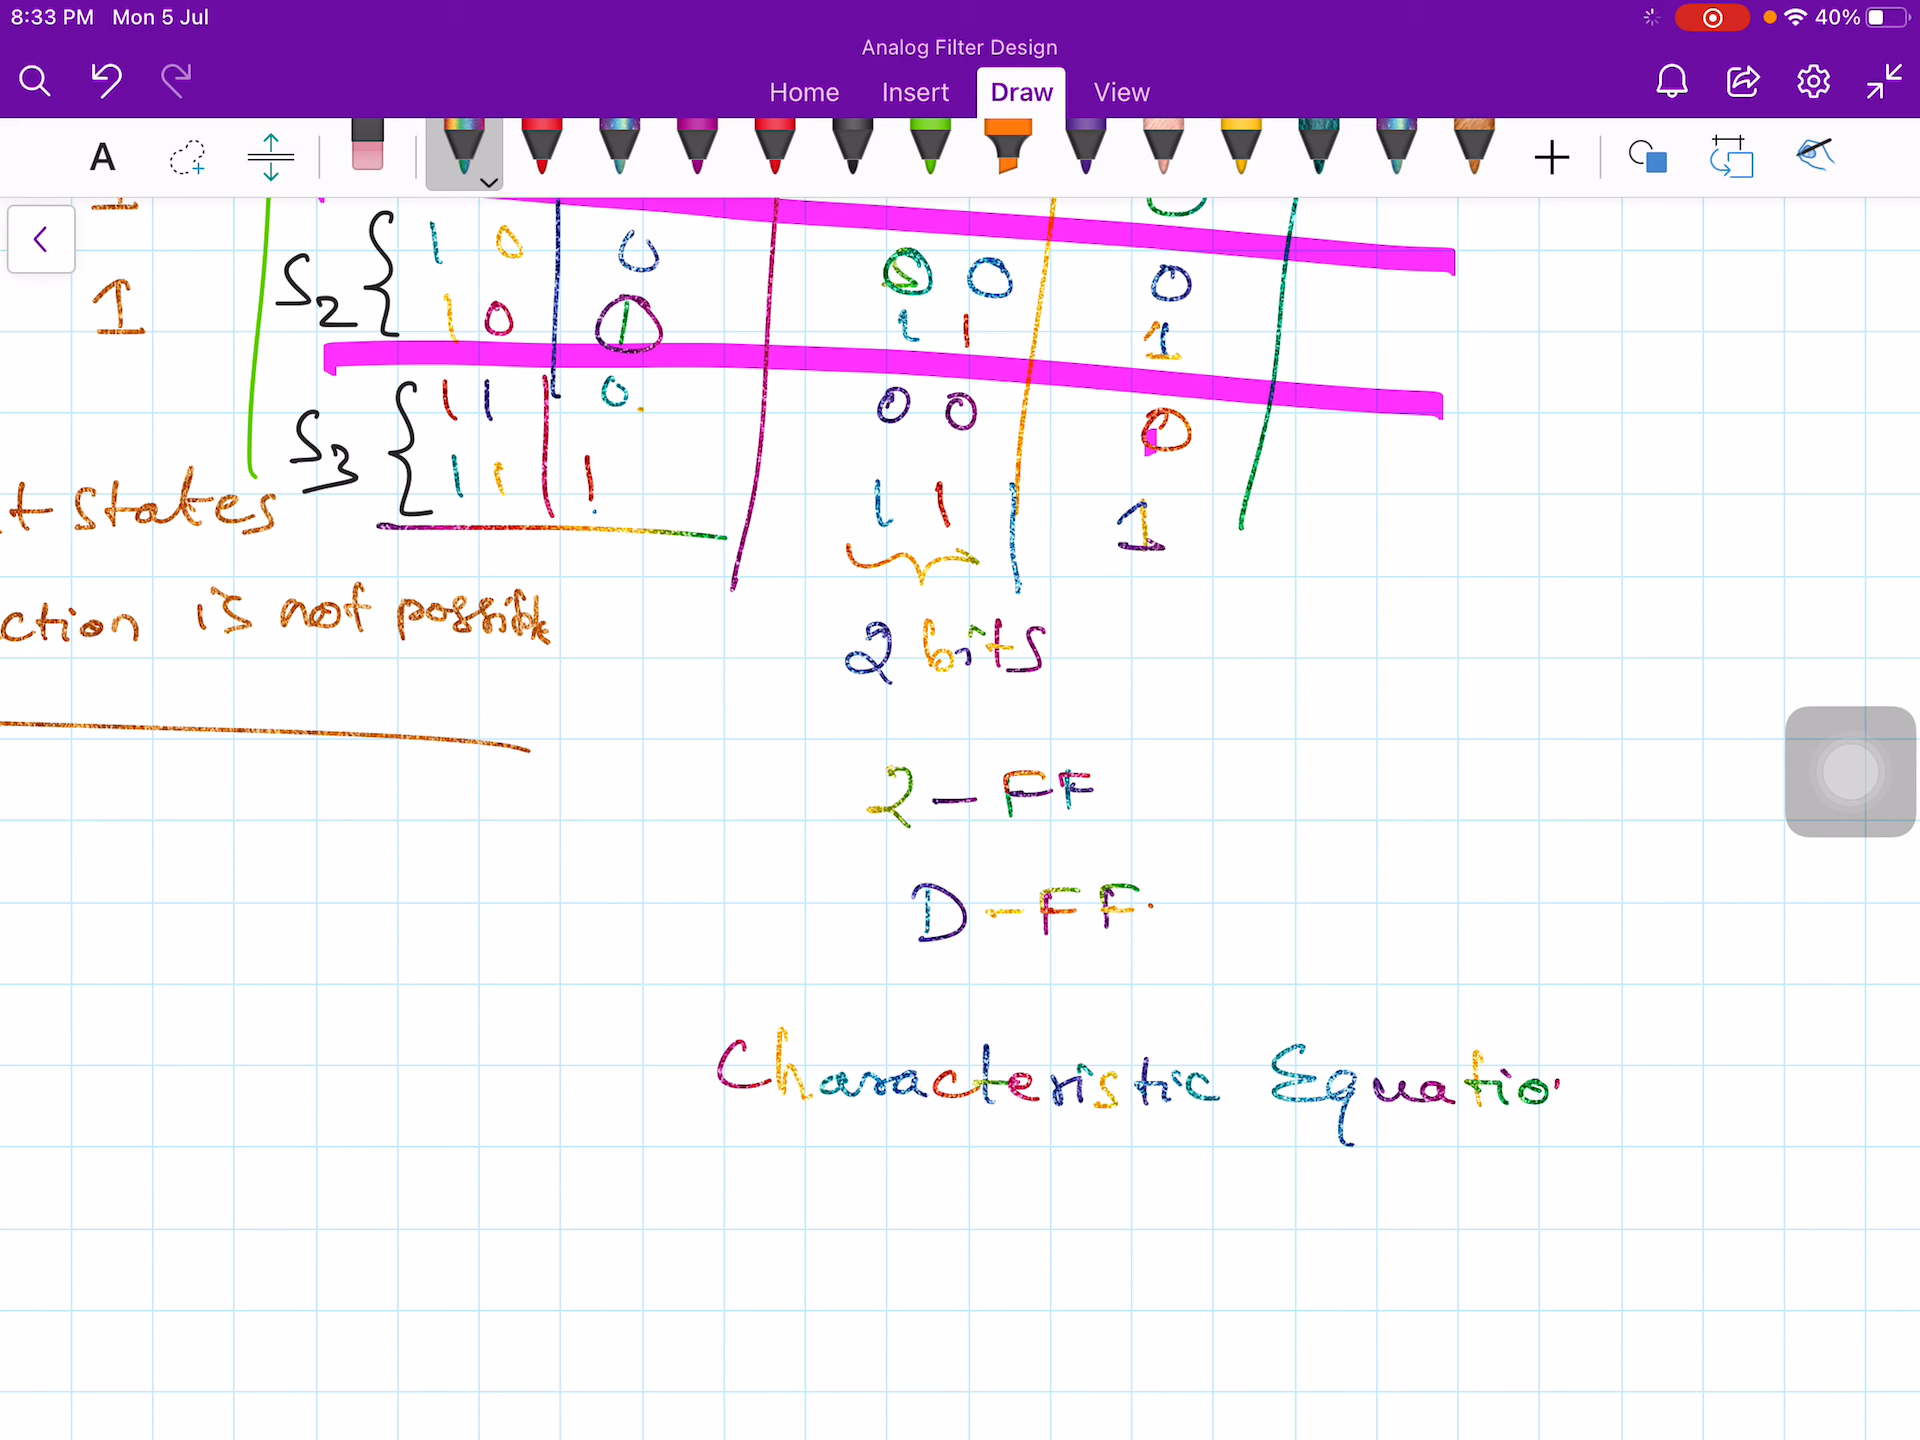 8:33 PM Mon 5 Jul 40%
Analog Filter Design
Home Insert Draw View
A
S2 { 1 0 0 0 0 0
1 1 0 1 1 1 1
S3 { 1 1 0 0 0 0
1 1 1 1 1 1
t states
ction is not possible
2 bits
2 - FF
D - FF
Characteristic Equatio